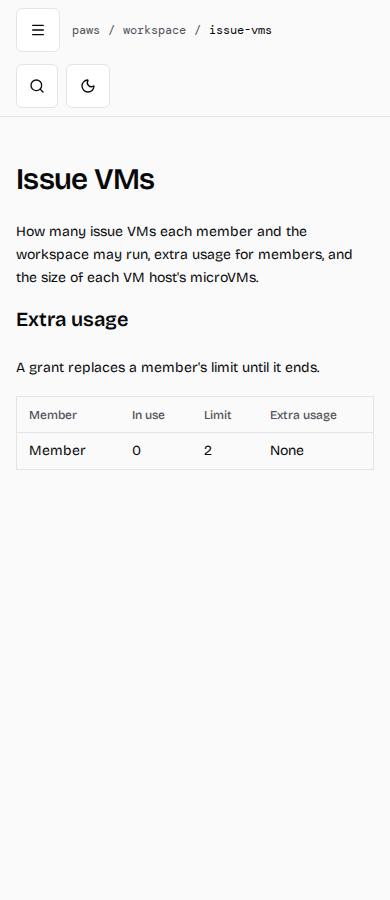 paws / workspace / issue-vms
Issue VMs
How many issue VMs each member and the
workspace may run, extra usage for members, and
the size of each VM host's microVMs.
Extra usage
A grant replaces a member's limit until it ends.
Member In use Limit Extra usage
Member 0 2 None